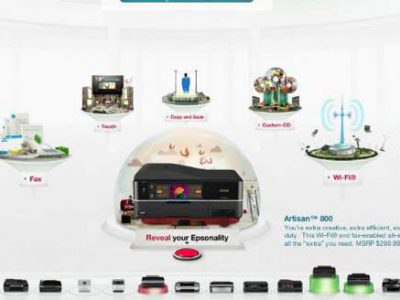 Touch
Copy and Scan
Custom-CD
Fax
Wi-Fi®
Reveal your Epsonality
Artisan™ 800
You're extra creative, extra efficient, ex
duty. This Wi-Fi® and fax-enabled all-
all the "extra" you need. MSRP $299.99